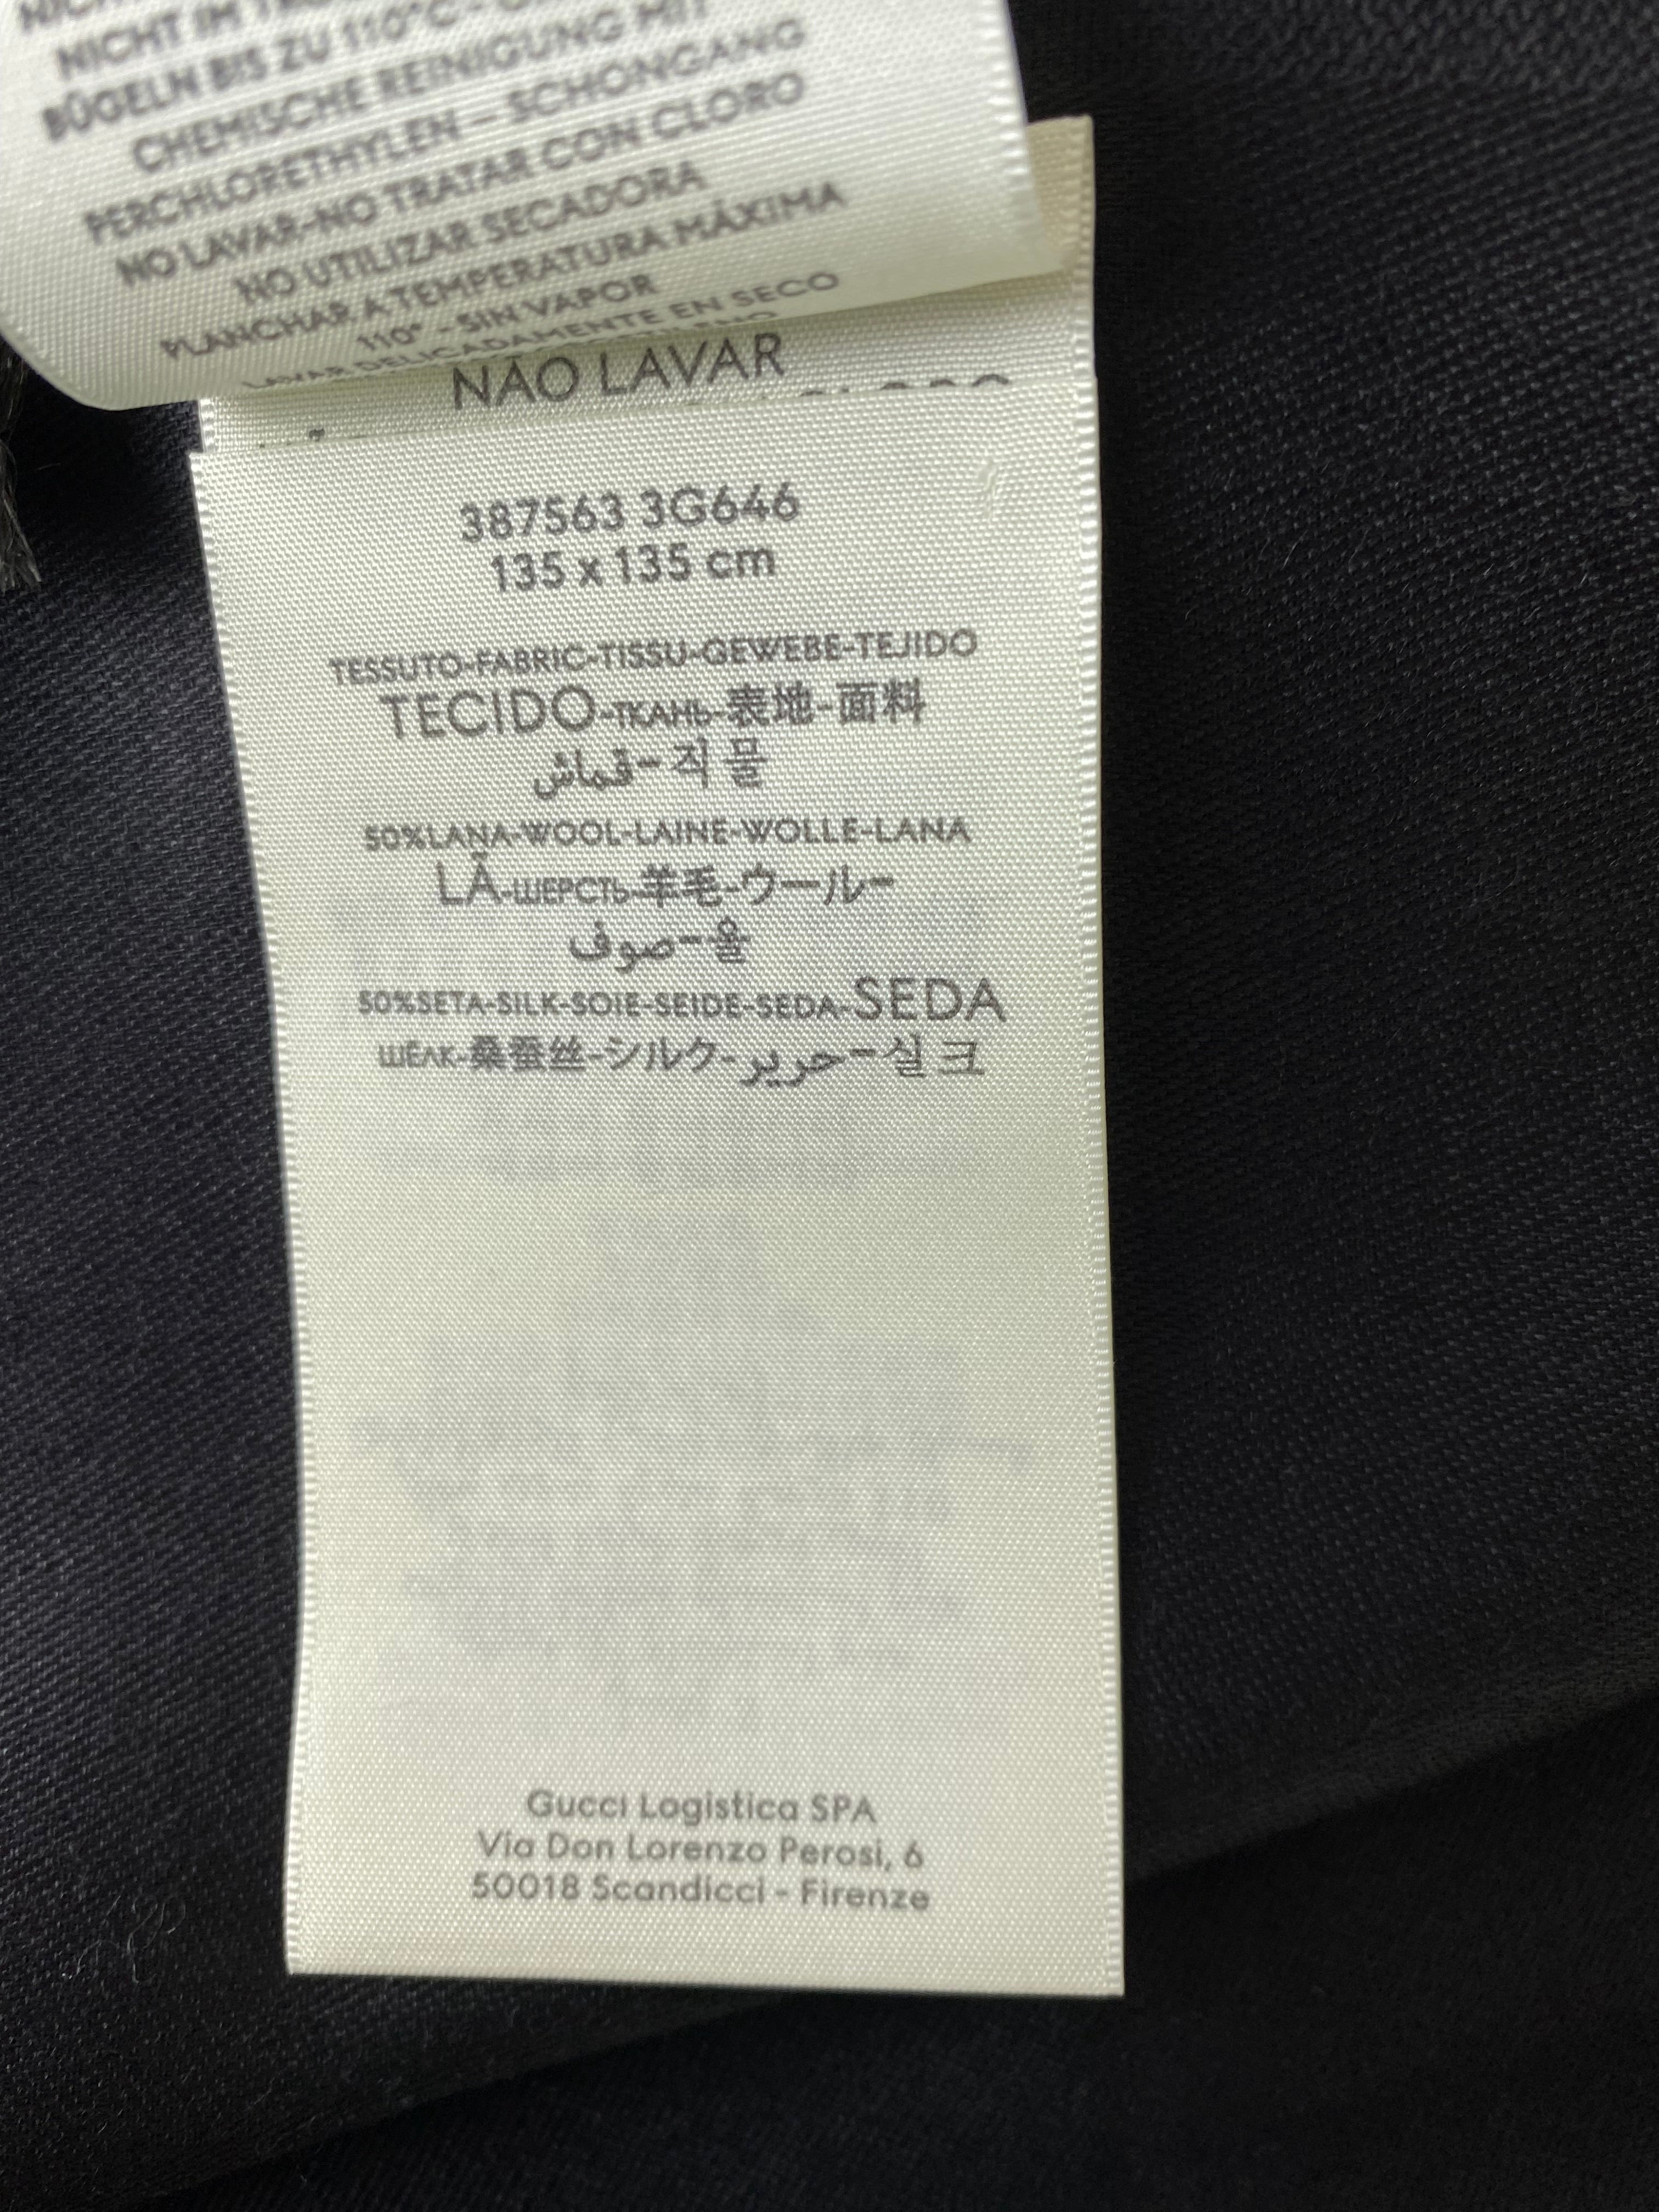 NICHT IM
BÜGELN BIS ZU 110°C -
CHEMISCHE REINIGUNG MIT
PERCHLORETHYLEN – SCHONGANG
NO LAVAR-NO TRATAR CON CLORO
NO UTILIZAR SECADORA
PLANCHAR A TEMPERATURA MÁXIMA
110° - SIN VAPOR
LAVAR DELICADAMENTE EN SECO
NÃO LAVAR
387563 3G646
135 x 135 cm
TESSUTO-FABRIC-TISSU-GEWEBE-TEJIDO
TECIDO-ТКАНЬ-表地-面料
قماش-직물
50%LANA-WOOL-LAINE-WOLLE-LANA
LÃ-ШЕРСТЬ-羊毛-ウール-
صوف-울
50%SETA-SILK-SOIE-SEIDE-SEDA-SEDA
ШЁЛК-桑蚕丝-シルク-حرير-실크
Gucci Logistica SPA
Via Don Lorenzo Perosi, 6
50018 Scandicci - Firenze